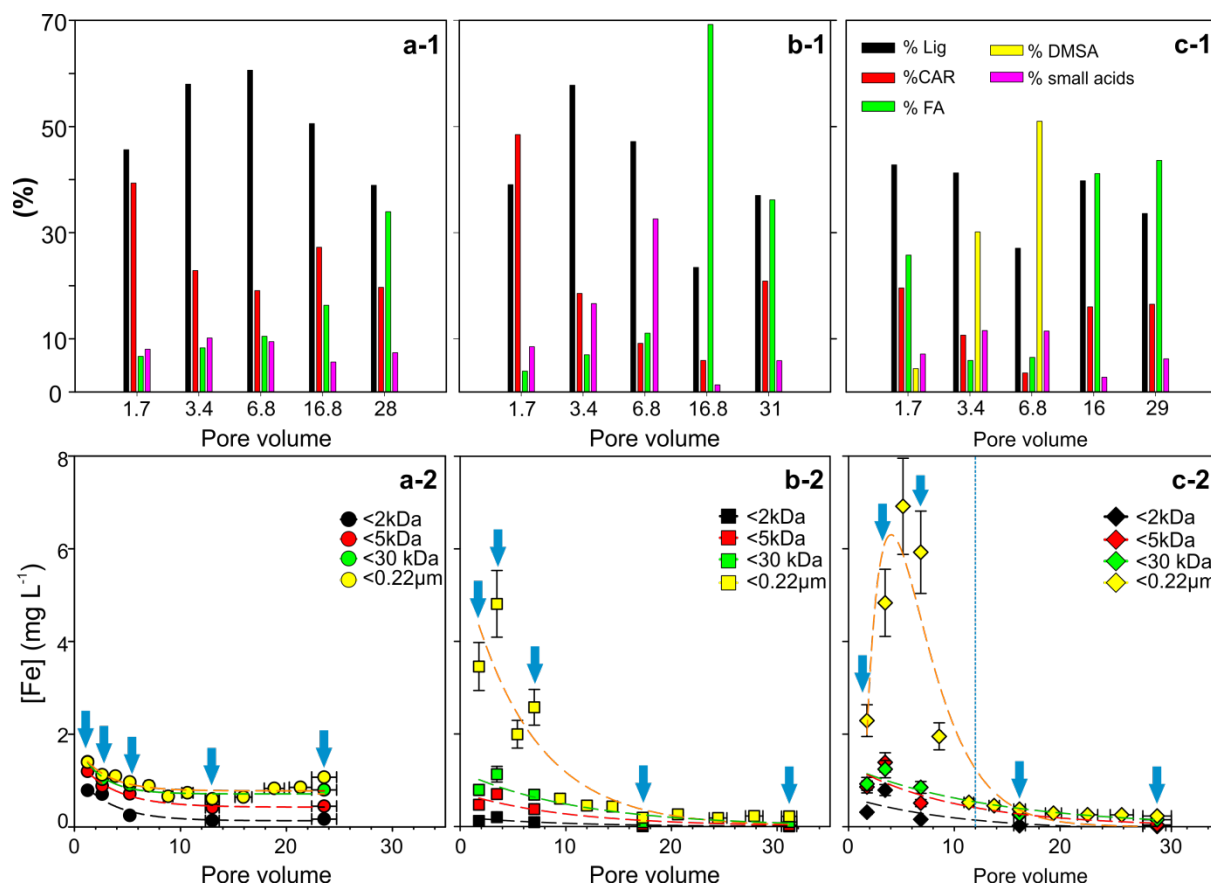 70
50
30
10
0
(%)
a-1
1.7 3.4 6.8 16.8 28
Pore volume
b-1
1.7 3.4 6.8 16.8 31
Pore volume
c-1
% Lig
%CAR
% FA
% DMSA
% small acids
1.7 3.4 6.8 16 29
Pore volume
8
6
4
2
0
[Fe] (mg L⁻¹)
a-2
<2kDa
<5kDa
<30 kDa
<0.22µm
0 10 20 30
Pore volume
b-2
<2kDa
<5kDa
<30 kDa
<0.22µm
0 10 20 30
Pore volume
c-2
<2kDa
<5kDa
<30 kDa
<0.22µm
0 10 20 30
Pore volume